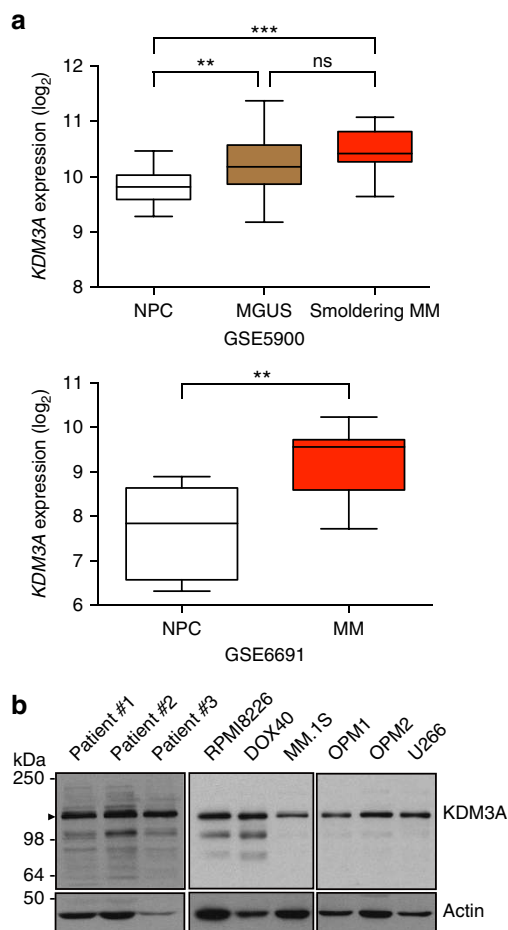 a
***
** ns
KDM3A expression (log2)
12
11
10
9
8
NPC MGUS Smoldering MM
GSE5900
**
KDM3A expression (log2)
11
10
9
8
7
6
NPC MM
GSE6691
b
Patient #1 Patient #2 Patient #3 RPMI8226 DOX40 MM.1S OPM1 OPM2 U266
kDa
250
KDM3A
98
64
50
Actin